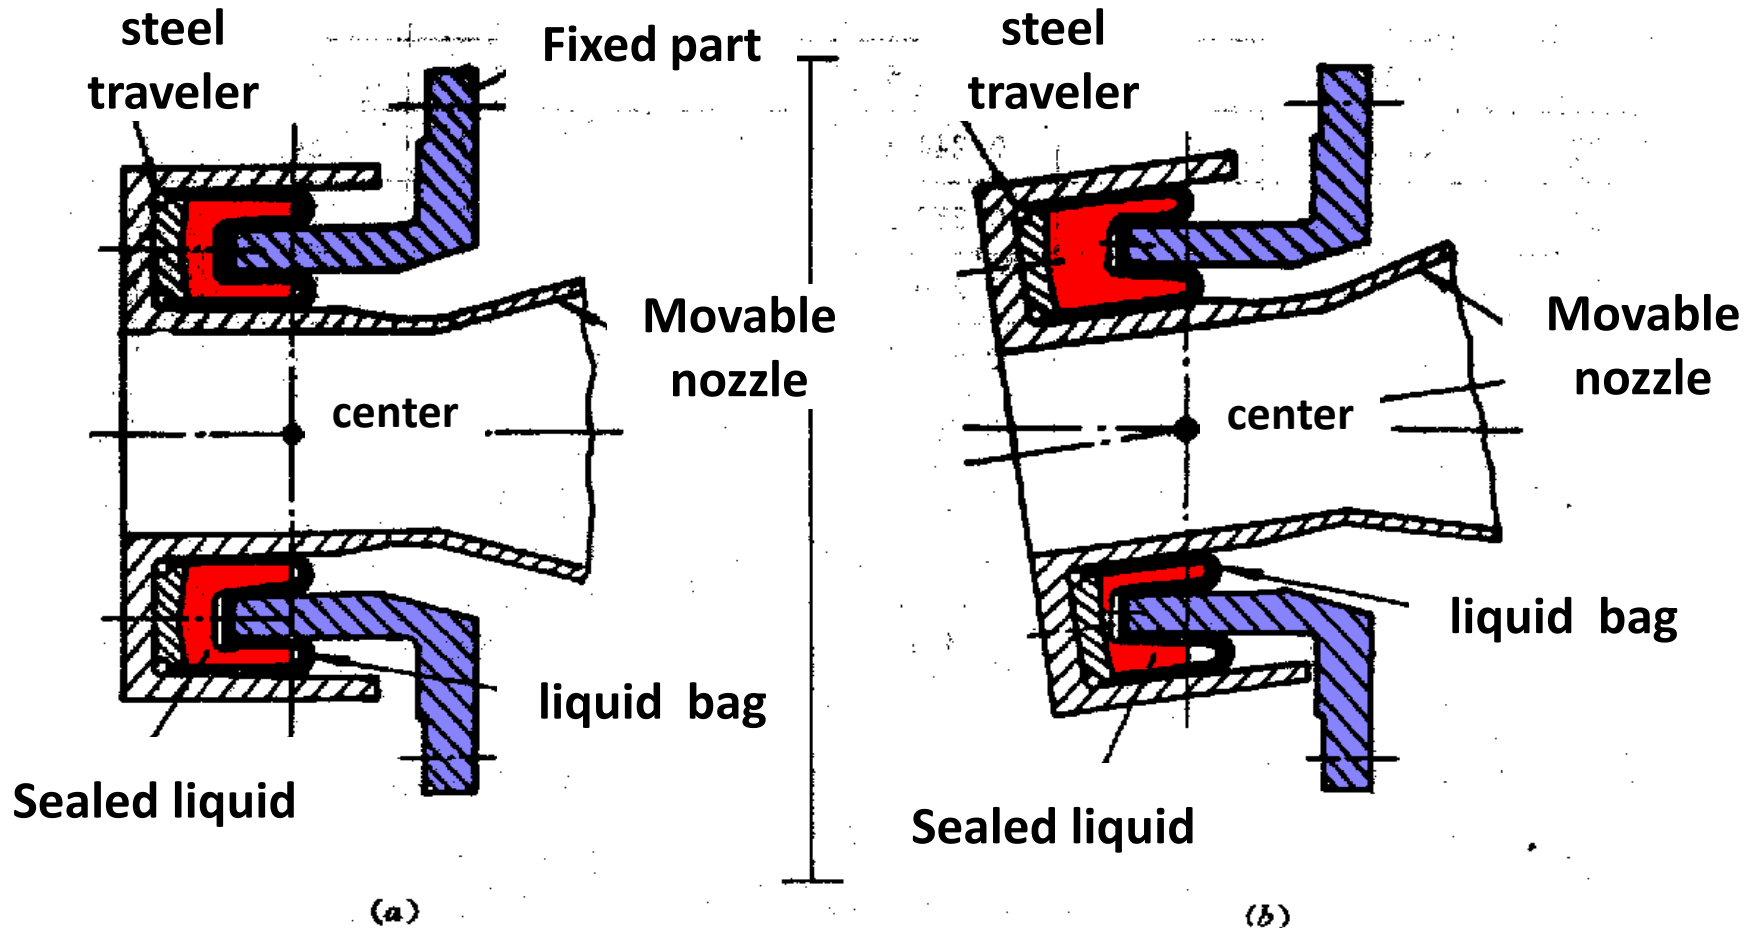 steel
traveler
Fixed part
Movable
nozzle
center
liquid bag
Sealed liquid
(a)
steel
traveler
Movable
nozzle
center
liquid bag
Sealed liquid
(b)